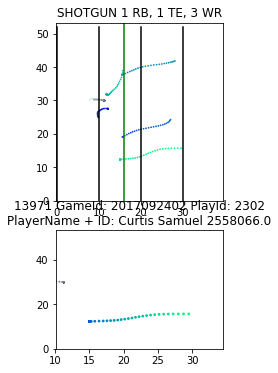 SHOTGUN 1 RB, 1 TE, 3 WR
50
40
30
20
10
0
0 10 20 30
13971 GameId: 2017092402 PlayId: 2302
PlayerName + ID: Curtis Samuel 2558066.0
40
20
0
10 15 20 25 30